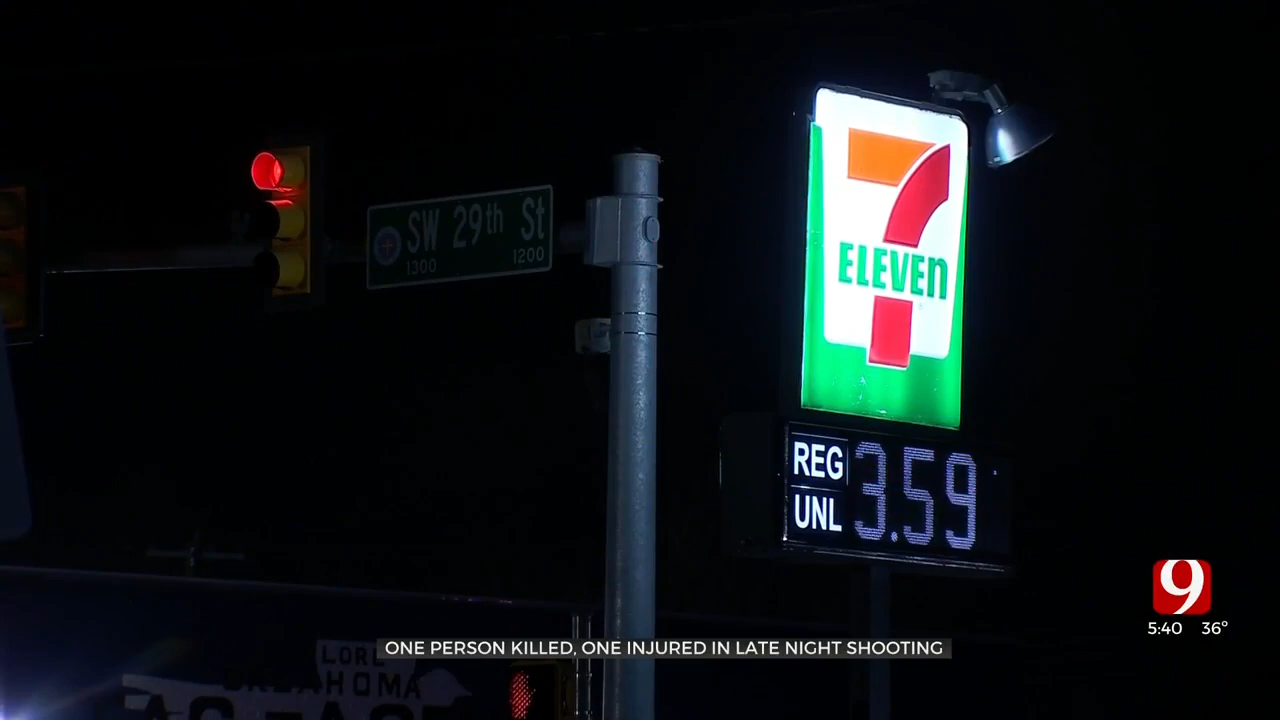 SW 29th St
1300 1200
7
ELEVEn
REG
UNL
3.59
9
5:40 36°
ONE PERSON KILLED, ONE INJURED IN LATE NIGHT SHOOTING
OKLAHOMA